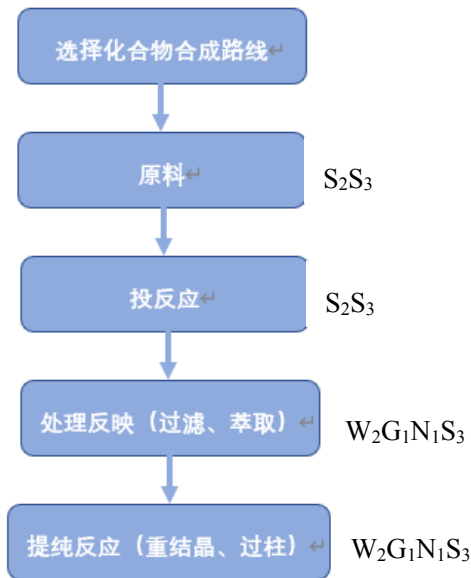 选择化合物合成路线↵
原料↵
S₂S₃
投反应↵
S₂S₃
处理反映（过滤、萃取）↵
W₂G₁N₁S₃
提纯反应（重结晶、过柱）↵
W₂G₁N₁S₃